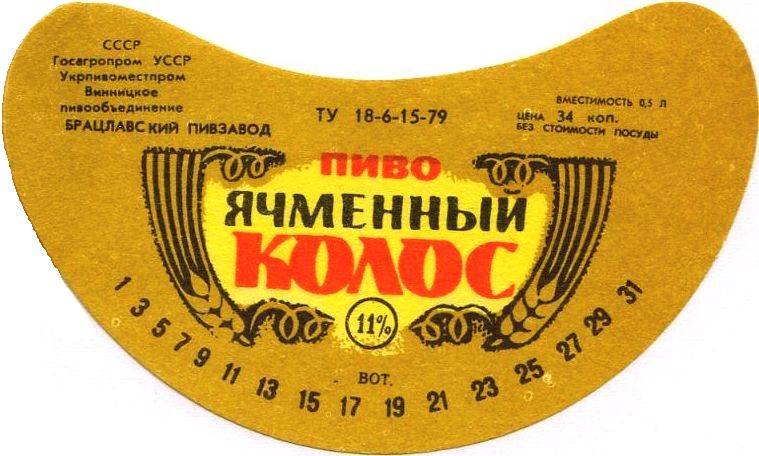 СССР
Госагропром УССР
Укрпивоместпром
Винницкое
пивообъединение
БРАЦЛАВСКИЙ ПИВЗАВОД
ТУ 18-6-15-79
ВМЕСТИМОСТЬ 0,5 Л
ЦЕНА 34 КОП.
БЕЗ СТОИМОСТИ ПОСУДЫ
ПИВО
ЯЧМЕННЫЙ
КОЛОС
11%
ВОТ.
1 3 5 7 9 11 13 15 17 19 21 23 25 27 29 31